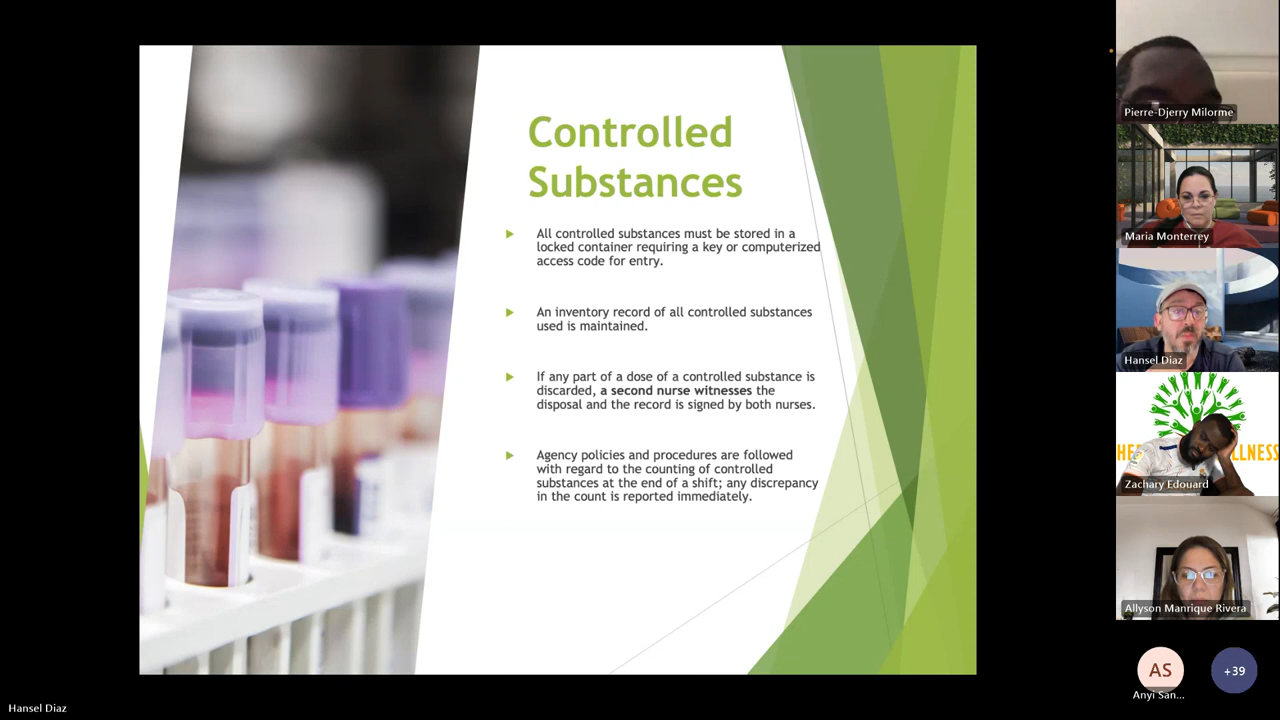 Controlled
Substances
All controlled substances must be stored in a
locked container requiring a key or computerized
access code for entry.
An inventory record of all controlled substances
used is maintained.
If any part of a dose of a controlled substance is
discarded, a second nurse witnesses the
disposal and the record is signed by both nurses.
Agency policies and procedures are followed
with regard to the counting of controlled
substances at the end of a shift; any discrepancy
in the count is reported immediately.
Pierre-Djerry Milorme
Maria Monterrey
Hansel Diaz
Zachary Edouard
Allyson Manrique Rivera
AS
+39
Anyi San...
Hansel Diaz